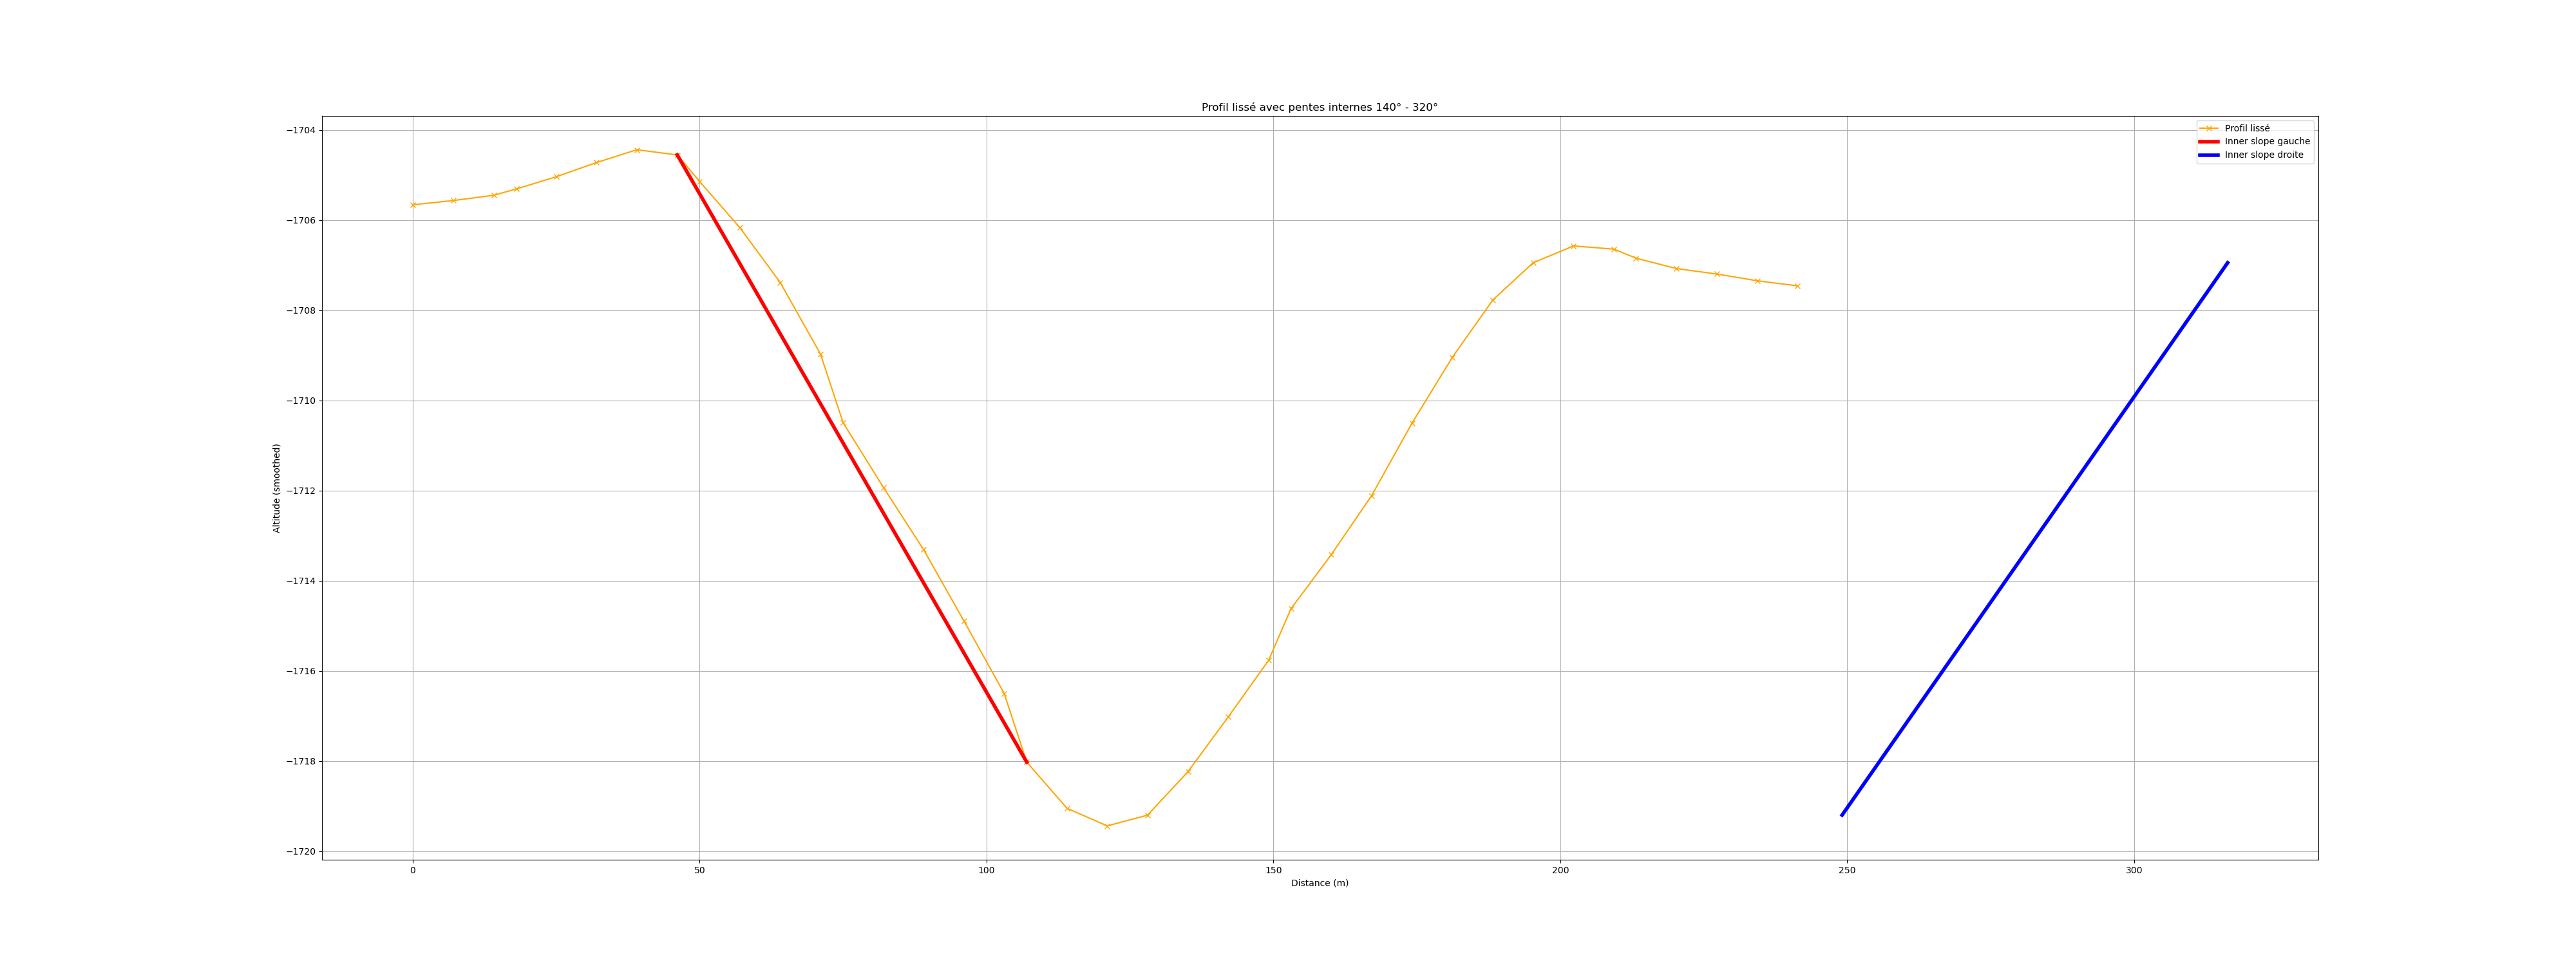 Profil lissé avec pentes internes 140° - 320°
Profil lissé
Inner slope gauche
Inner slope droite
Altitude (smoothed)
−1704
−1706
−1708
−1710
−1712
−1714
−1716
−1718
−1720
0 50 100 150 200 250 300
Distance (m)